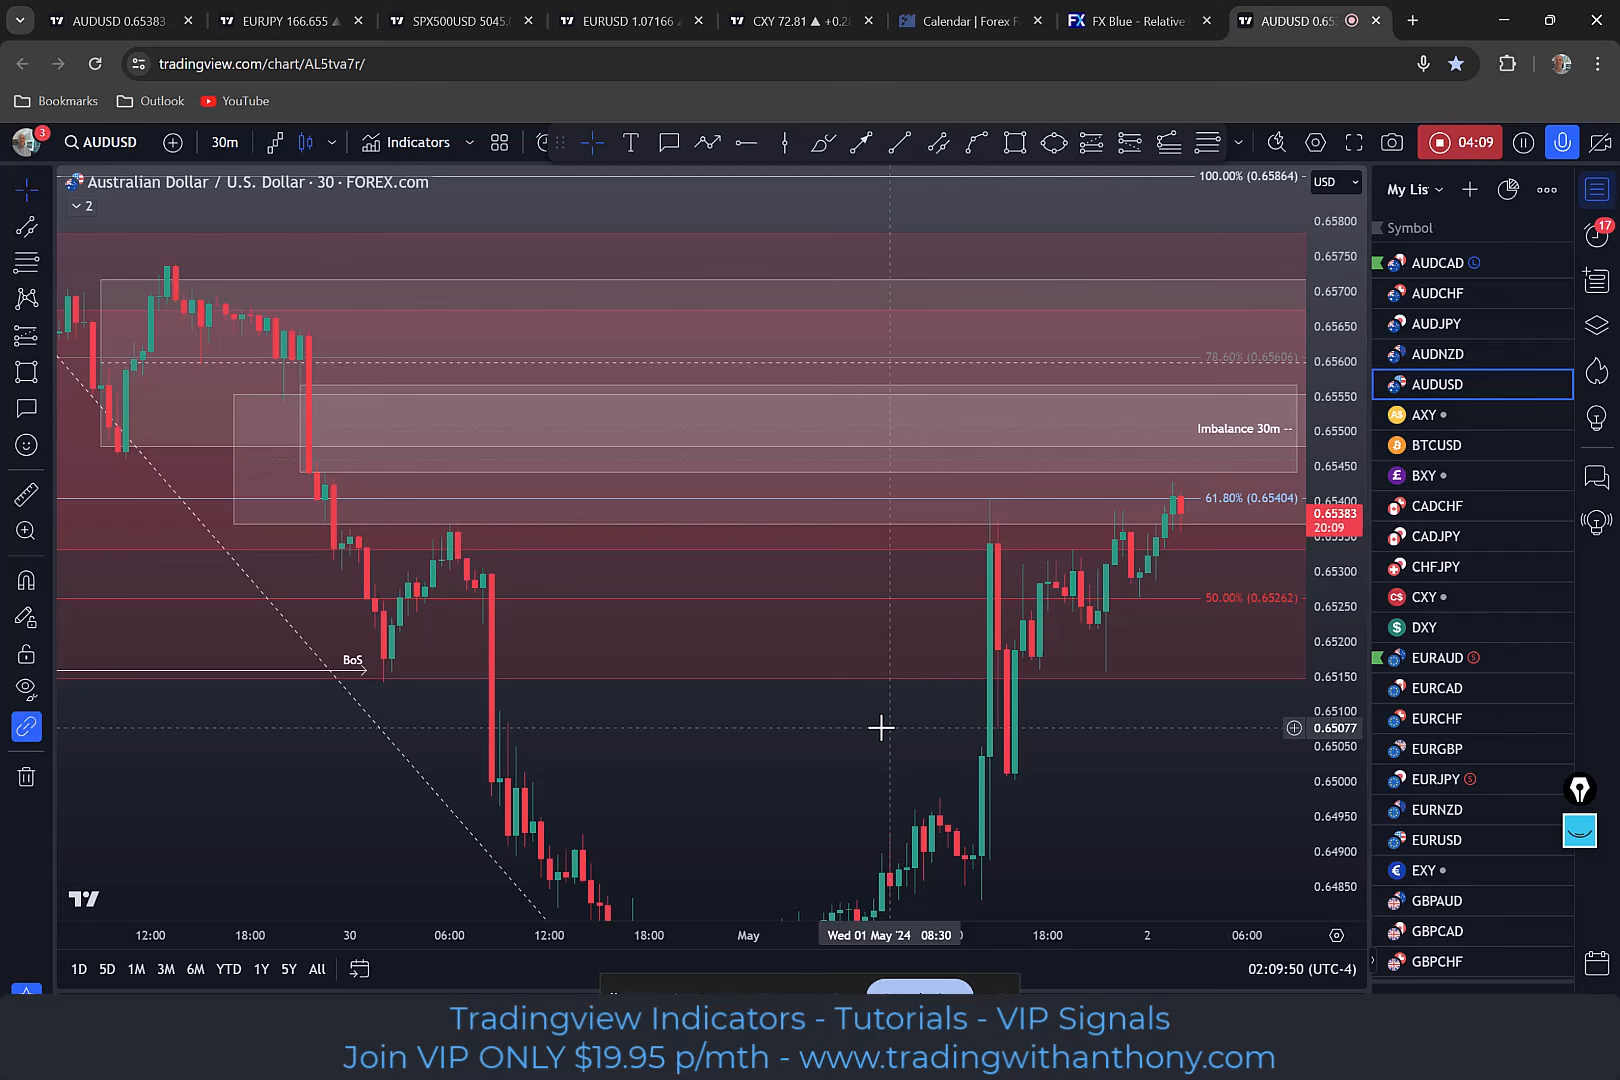 AUDUSD 0.65383
EURJPY 166.655
SPX500USD 5045.
EURUSD 1.07166
CXY 72.81 ▲ +0.2
Calendar | Forex F
FX Blue - Relative
AUDUSD 0.65
tradingview.com/chart/AL5tva7r/
Bookmarks
Outlook
YouTube
3
AUDUSD
30m
Indicators
04:09
Australian Dollar / U.S. Dollar · 30 · FOREX.com
2
100.00% (0.65864)
USD
0.65800
0.65750
0.65700
0.65650
78.60% (0.65606)
0.65600
0.65550
Imbalance 30m --
0.65500
0.65450
61.80% (0.65404)
0.65400
0.65383
20:09
0.65350
0.65300
50.00% (0.65262)
0.65250
0.65200
BoS
0.65150
0.65100
0.65077
0.65050
0.65000
0.64950
0.64900
0.64850
12:00
18:00
30
06:00
12:00
18:00
May
Wed 01 May '24 08:30
18:00
2
06:00
1D 5D 1M 3M 6M YTD 1Y 5Y All
02:09:50 (UTC-4)
My Lis
Symbol
AUDCAD L
AUDCHF
AUDJPY
AUDNZD
AUDUSD
AXY
BTCUSD
BXY
CADCHF
CADJPY
CHFJPY
CXY
DXY
EURAUD S
EURCAD
EURCHF
EURGBP
EURJPY S
EURNZD
EURUSD
EXY
GBPAUD
GBPCAD
GBPCHF
17
Tradingview Indicators - Tutorials - VIP Signals
Join VIP ONLY $19.95 p/mth - www.tradingwithanthony.com